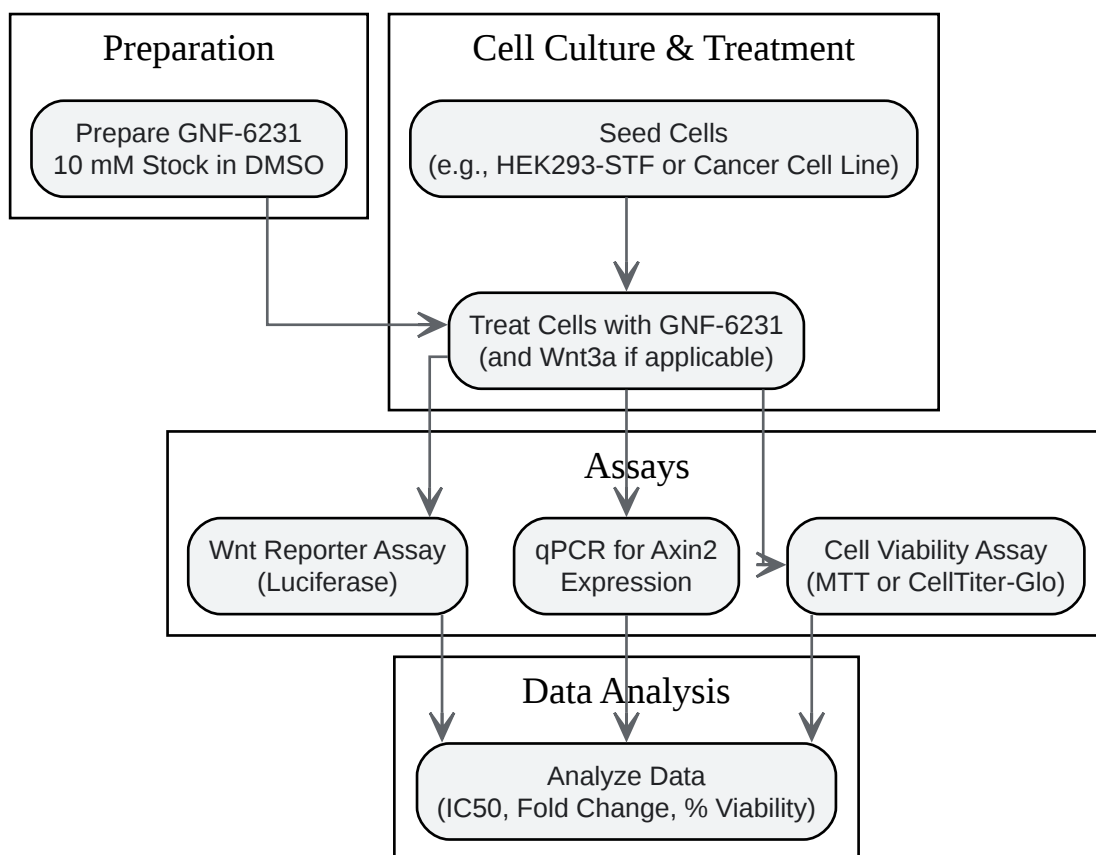 Preparation
Prepare GNF-6231
10 mM Stock in DMSO
Cell Culture & Treatment
Seed Cells
(e.g., HEK293-STF or Cancer Cell Line)
Treat Cells with GNF-6231
(and Wnt3a if applicable)
Assays
Wnt Reporter Assay
(Luciferase)
qPCR for Axin2
Expression
Cell Viability Assay
(MTT or CellTiter-Glo)
Data Analysis
Analyze Data
(IC50, Fold Change, % Viability)